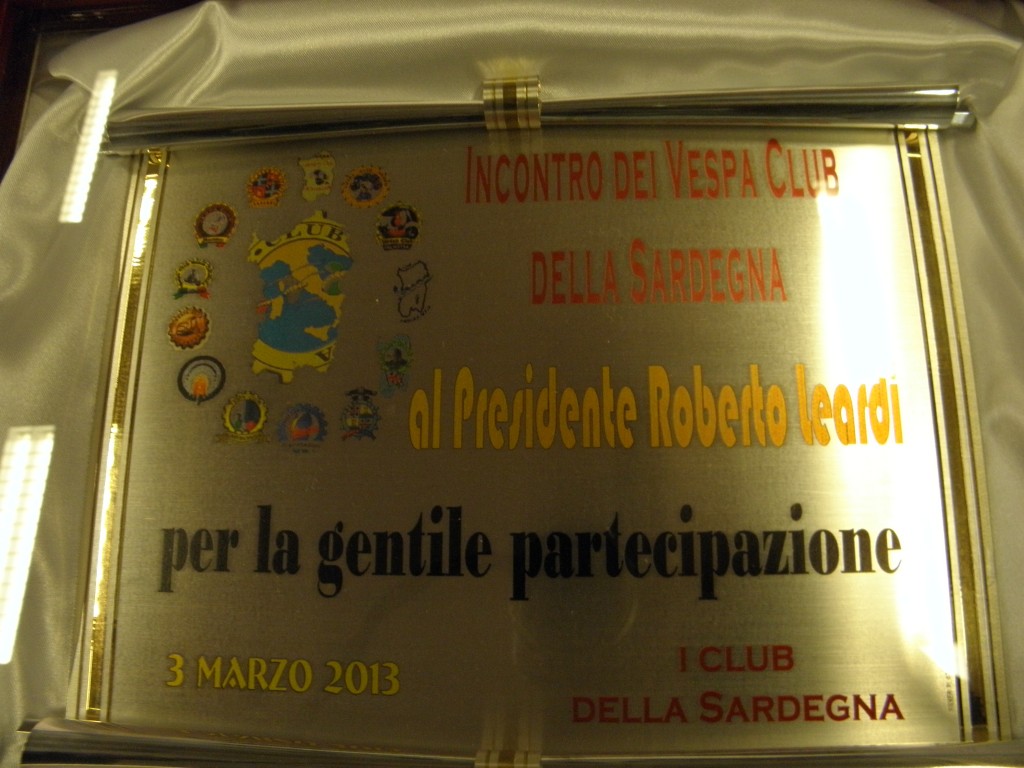 INCONTRO DEI VESPA CLUB
DELLA SARDEGNA
CLUB
al Presidente Roberto Leardi
per la gentile partecipazione
3 MARZO 2013
I CLUB
DELLA SARDEGNA